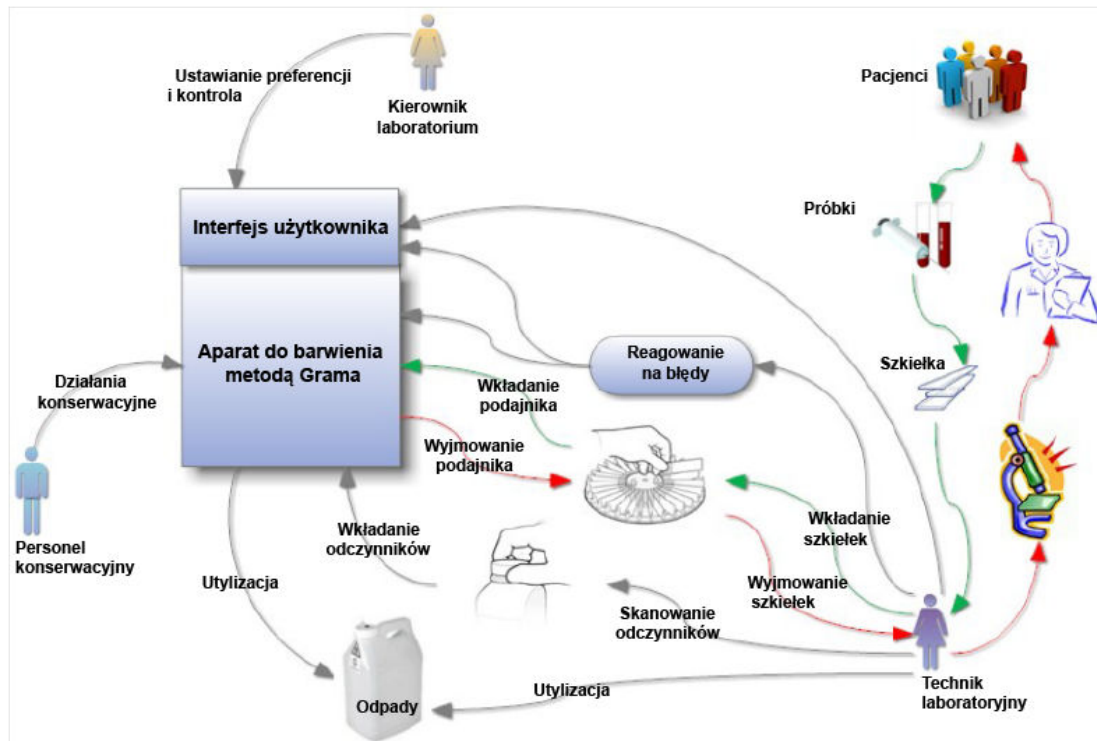 Ustawianie preferencji
i kontrola
Kierownik
laboratorium
Pacjenci
Próbki
Interfejs użytkownika
Aparat do barwienia
metodą Grama
Reagowanie
na błędy
Szkiełka
Działania
konserwacyjne
Wkładanie
podajnika
Wyjmowanie
podajnika
Personel
konserwacyjny
Wkładanie
odczynników
Wkładanie
szkiełek
Wyjmowanie
szkiełek
Utylizacja
Skanowanie
odczynników
Odpady
Utylizacja
Technik
laboratoryjny